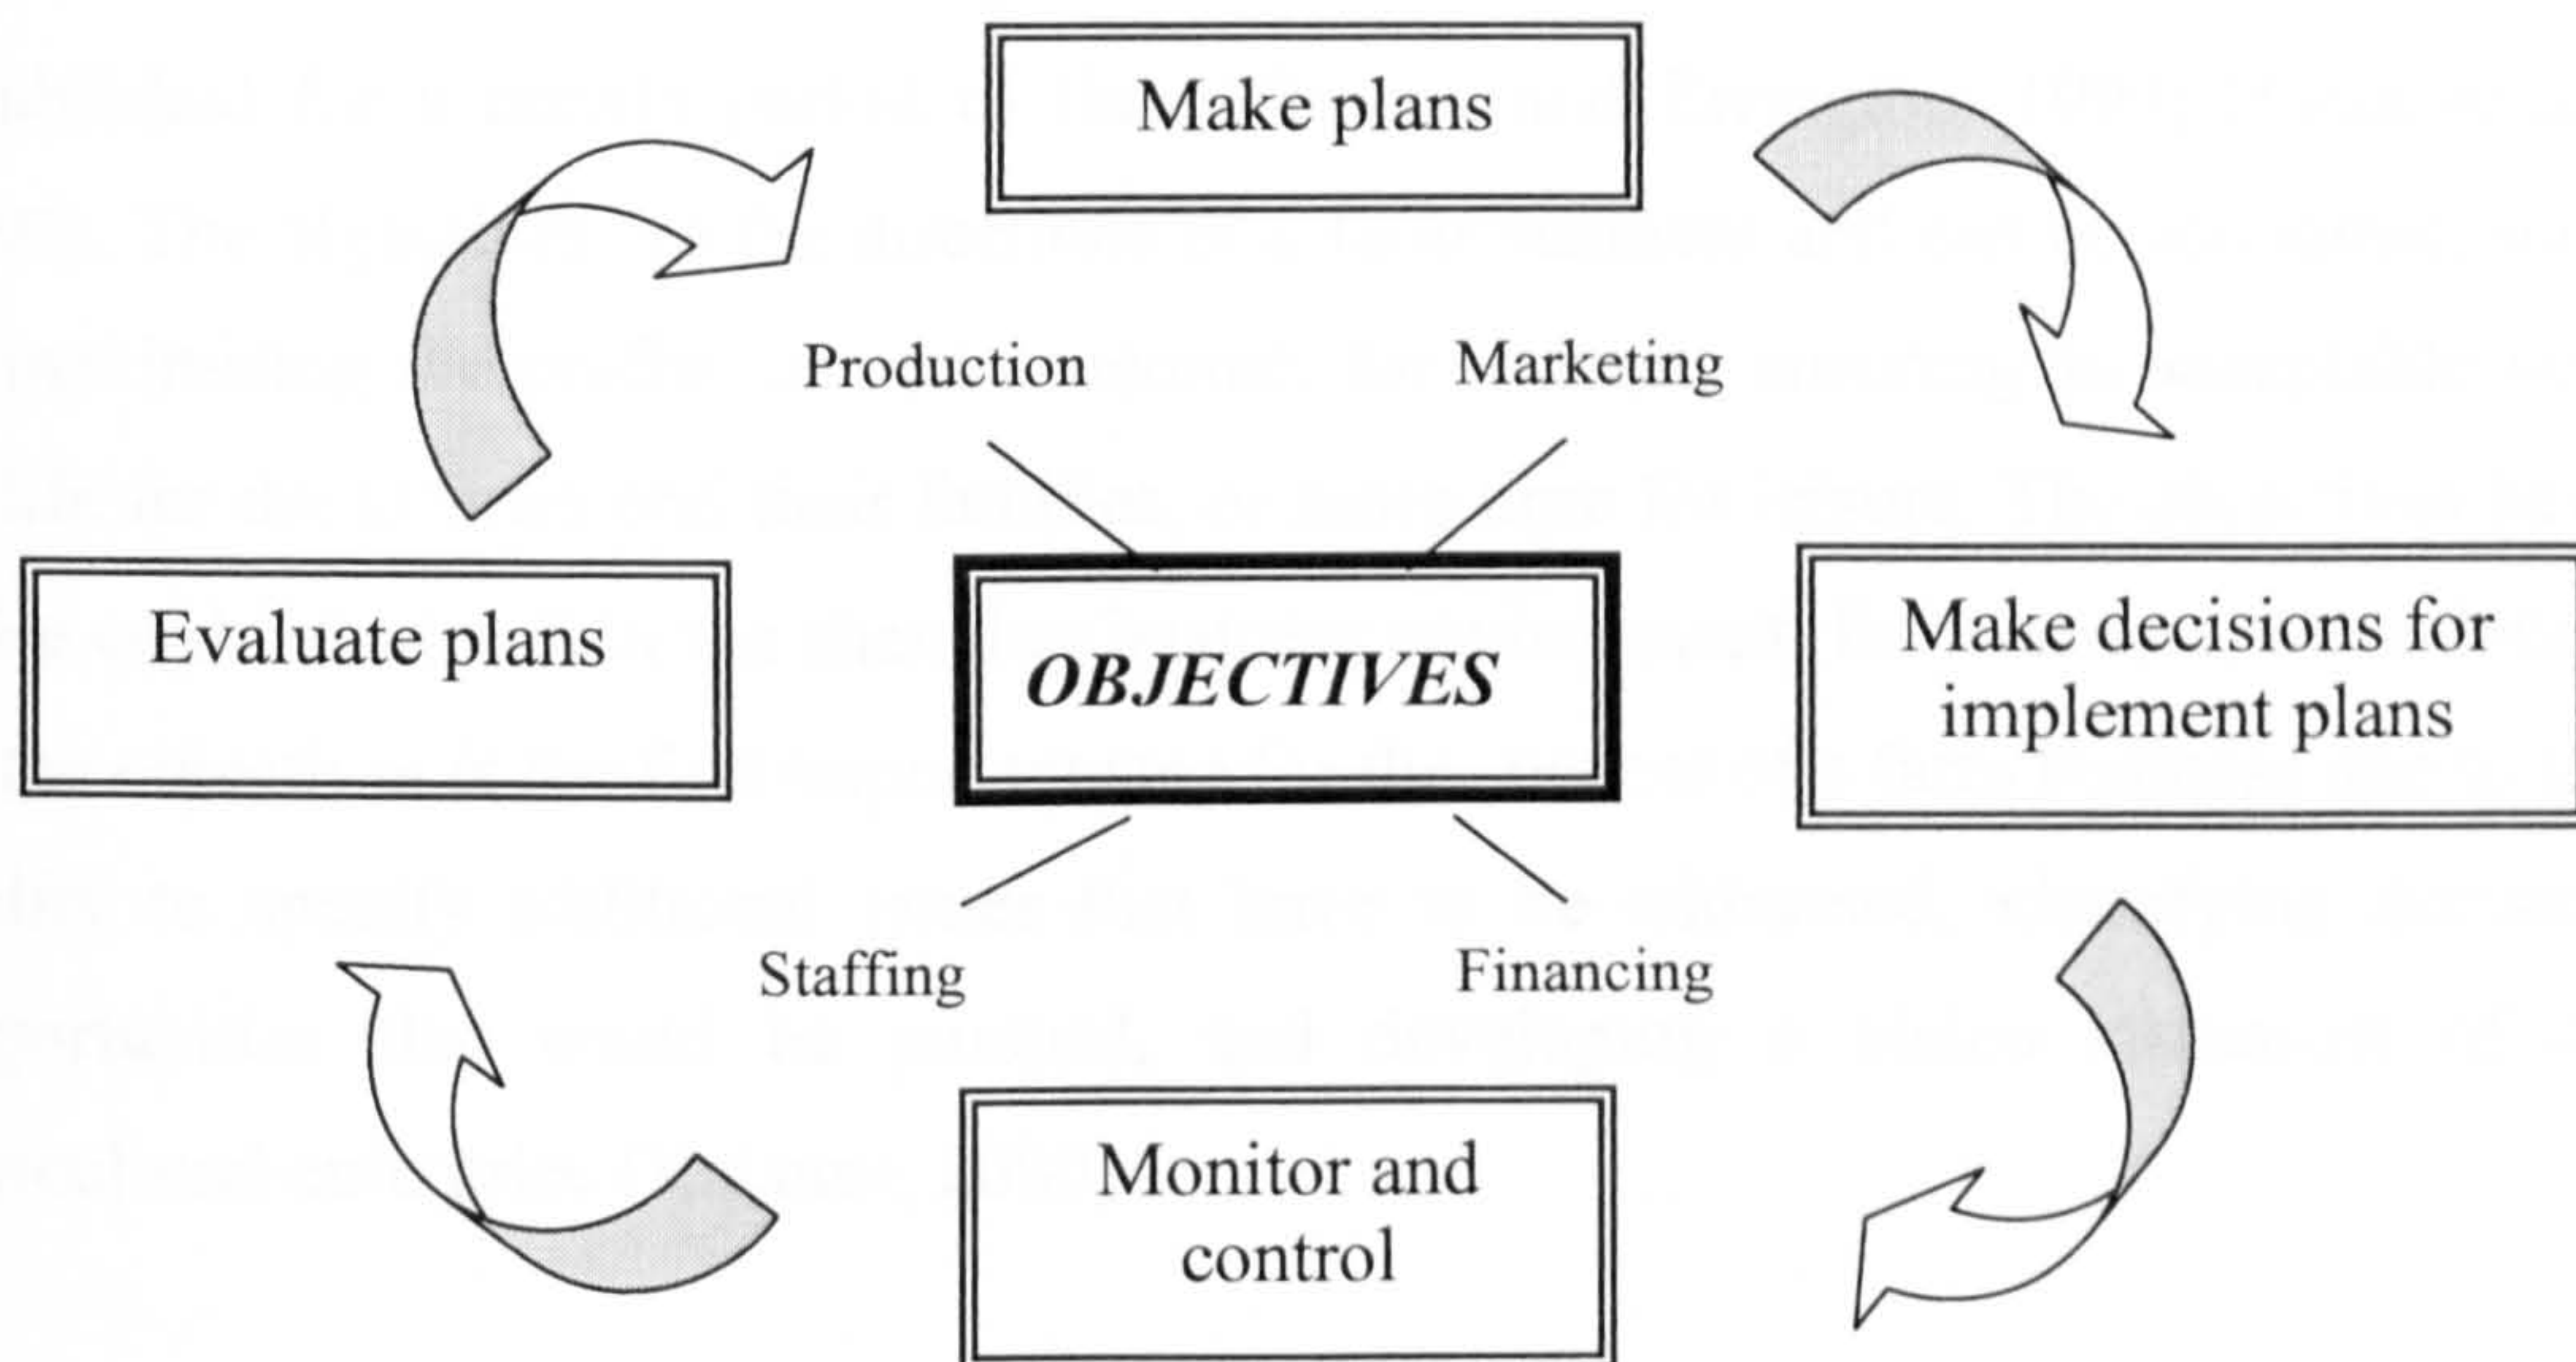 Make plans
Production
Marketing
Evaluate plans
OBJECTIVES
Make decisions for
implement plans
Staffing
Financing
Monitor and
control